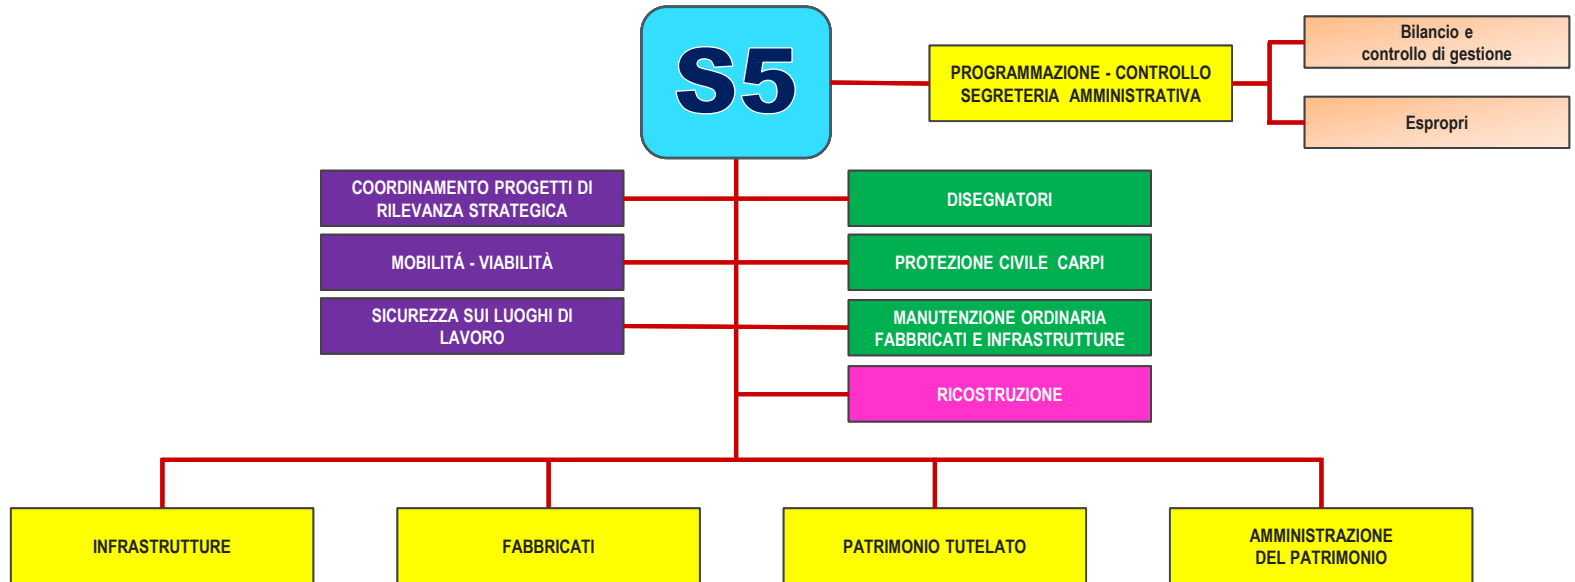 S5
PROGRAMMAZIONE - CONTROLLO
SEGRETERIA AMMINISTRATIVA
Bilancio e
controllo di gestione
Espropri
COORDINAMENTO PROGETTI DI
RILEVANZA STRATEGICA
DISEGNATORI
MOBILITÁ - VIABILITÀ
PROTEZIONE CIVILE CARPI
SICUREZZA SUI LUOGHI DI
LAVORO
MANUTENZIONE ORDINARIA
FABBRICATI E INFRASTRUTTURE
RICOSTRUZIONE
INFRASTRUTTURE
FABBRICATI
PATRIMONIO TUTELATO
AMMINISTRAZIONE
DEL PATRIMONIO